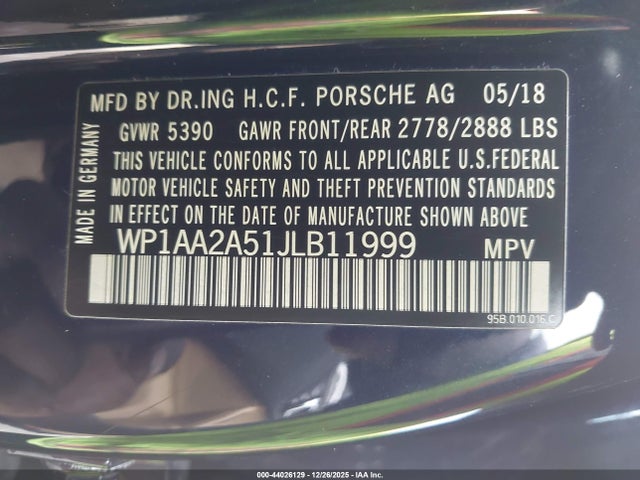 MADE IN GERMANY
MFD BY DR.ING H.C.F. PORSCHE AG 05/18
GVWR 5390 GAWR FRONT/REAR 2778/2888 LBS
THIS VEHICLE CONFORMS TO ALL APPLICABLE U.S.FEDERAL
MOTOR VEHICLE SAFETY AND THEFT PREVENTION STANDARDS
IN EFFECT ON THE DATE OF MANUFACTURE SHOWN ABOVE
WP1AA2A51JLB11999 MPV
95B.010.016.C
000-44026129 - 12/26/2025 - IAA Inc.